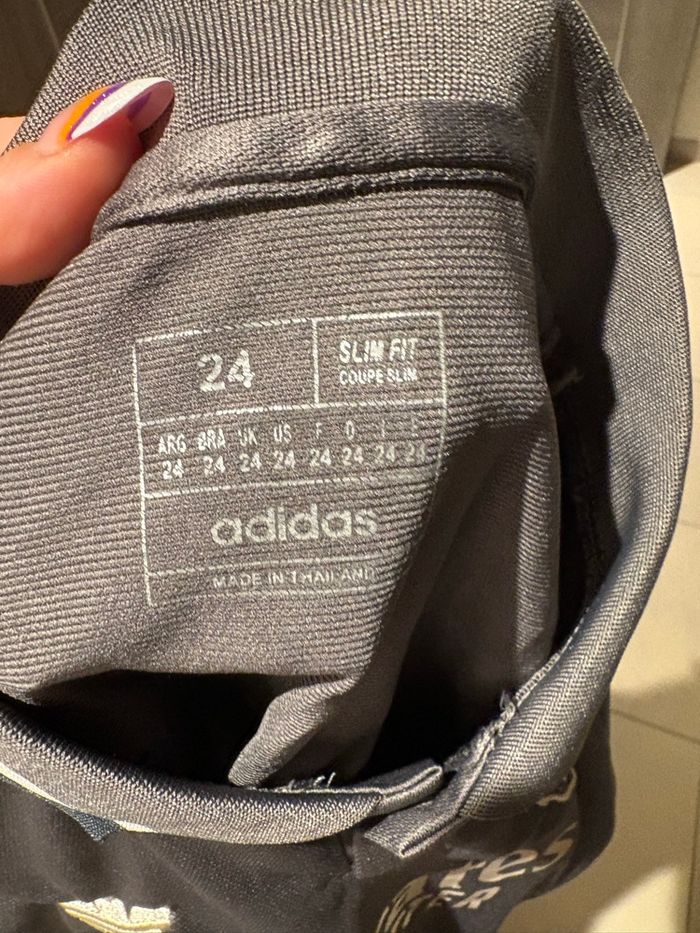 24
SLIM FIT
COUPE SLIM
ARG BRA UK US F D I E
24 24 24 24 24 24 24 24
adidas
MADE IN THAILAND